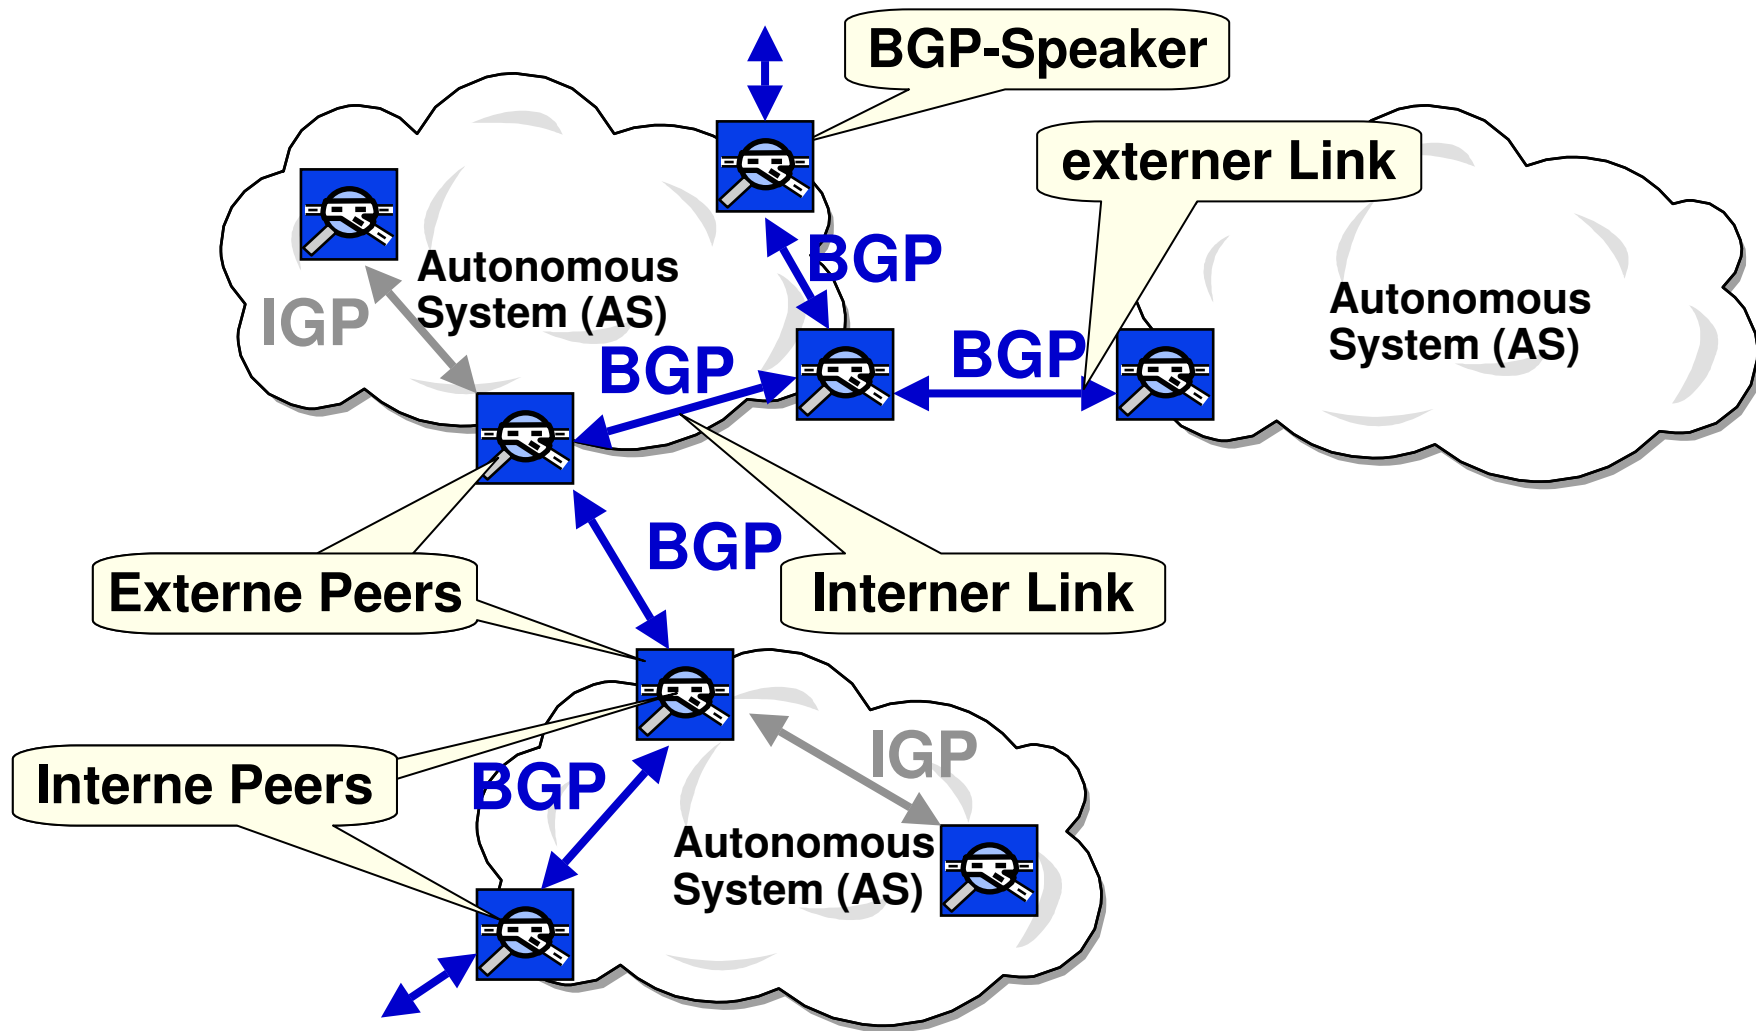 BGP-Speaker
externer Link
BGP
Autonomous
System (AS)
IGP
Autonomous
System (AS)
BGP
BGP
BGP
Externe Peers
Interner Link
IGP
Interne Peers
BGP
Autonomous
System (AS)